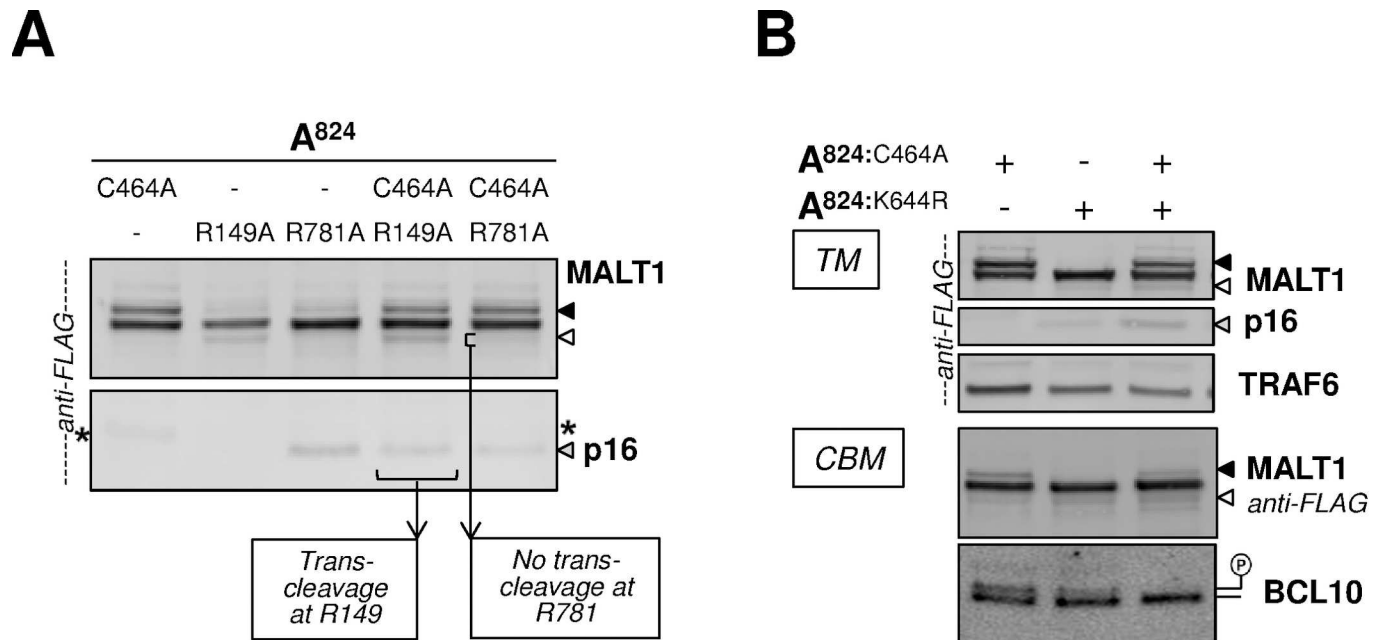 A
A824
C464A - - C464A C464A
- R149A R781A R149A R781A
-----anti-FLAG-----
MALT1
* *
p16
Trans-
cleavage
at R149
No trans-
cleavage at
R781
B
A824:C464A + - +
A824:K644R - + +
TM
----anti-FLAG----
MALT1
p16
TRAF6
CBM
MALT1
anti-FLAG
P
BCL10